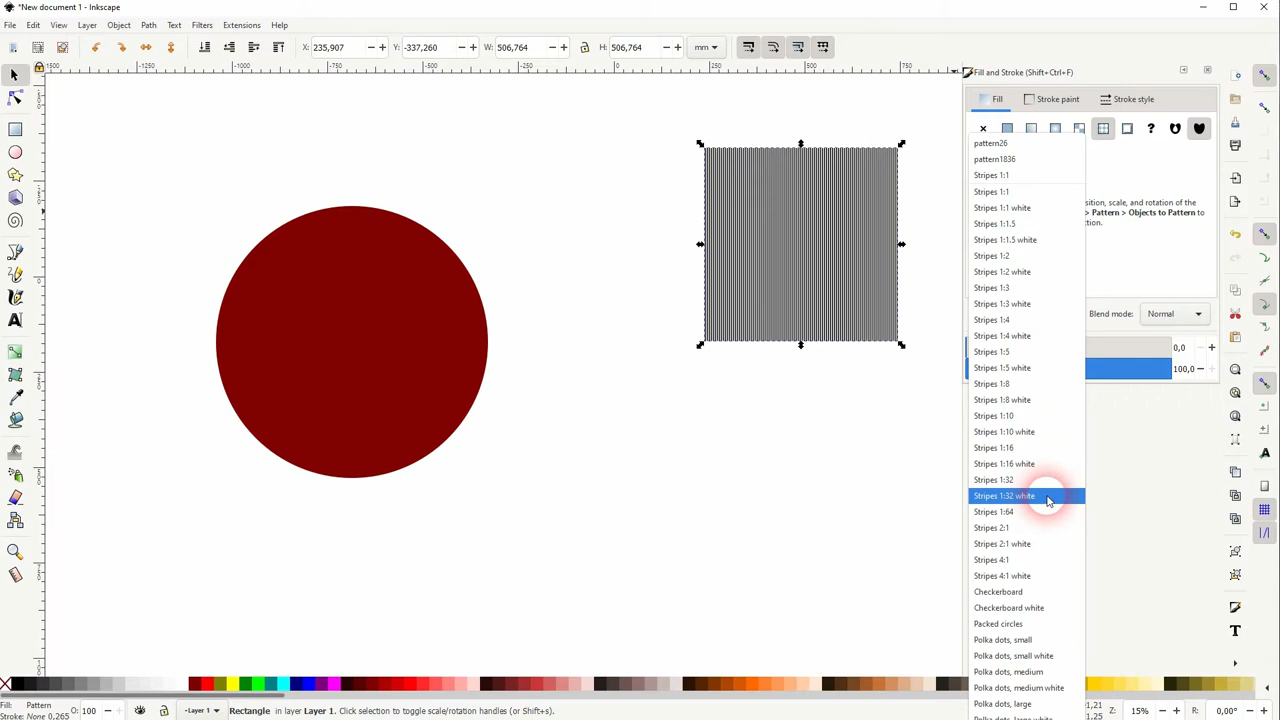 *New document 1 - Inkscape
File Edit View Layer Object Path Text Filters Extensions Help
X: 235,907 Y: -337,260 W: 506,764 H: 506,764 mm
Fill and Stroke (Shift+Ctrl+F)
Fill Stroke paint Stroke style
pattern26
pattern1836
Stripes 1:1
Stripes 1:1
Stripes 1:1 white
Stripes 1:1.5
Stripes 1:1.5 white
Stripes 1:2
Stripes 1:2 white
Stripes 1:3
Stripes 1:3 white
Stripes 1:4
Stripes 1:4 white
Stripes 1:5
Stripes 1:5 white
Stripes 1:8
Stripes 1:8 white
Stripes 1:10
Stripes 1:10 white
Stripes 1:16
Stripes 1:16 white
Stripes 1:32
Stripes 1:32 white
Stripes 1:64
Stripes 2:1
Stripes 2:1 white
Stripes 4:1
Stripes 4:1 white
Checkerboard
Checkerboard white
Packed circles
Polka dots, small
Polka dots, small white
Polka dots, medium
Polka dots, medium white
Polka dots, large
Polka dots, large white
sition, scale, and rotation of the
> Pattern > Objects to Pattern to
ction.
Blend mode: Normal
0,0
100,0
Fill: Pattern
Stroke: None 0,265
O: 100
Layer 1
Rectangle in layer Layer 1. Click selection to toggle scale/rotation handles (or Shift+S).
Z: 15% R: 0,00°